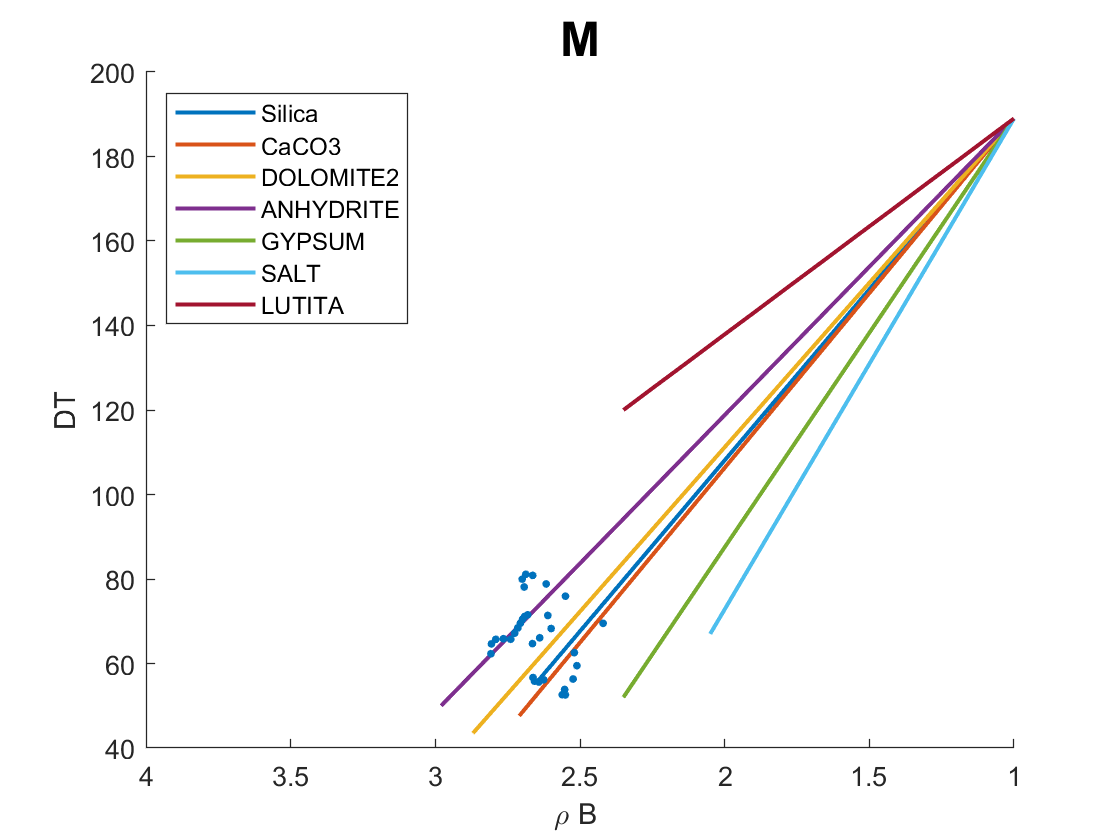 M
200
180
160
140
120
100
80
60
40
DT
Silica
CaCO3
DOLOMITE2
ANHYDRITE
GYPSUM
SALT
LUTITA
4 3.5 3 2.5 2 1.5 1
ρ B